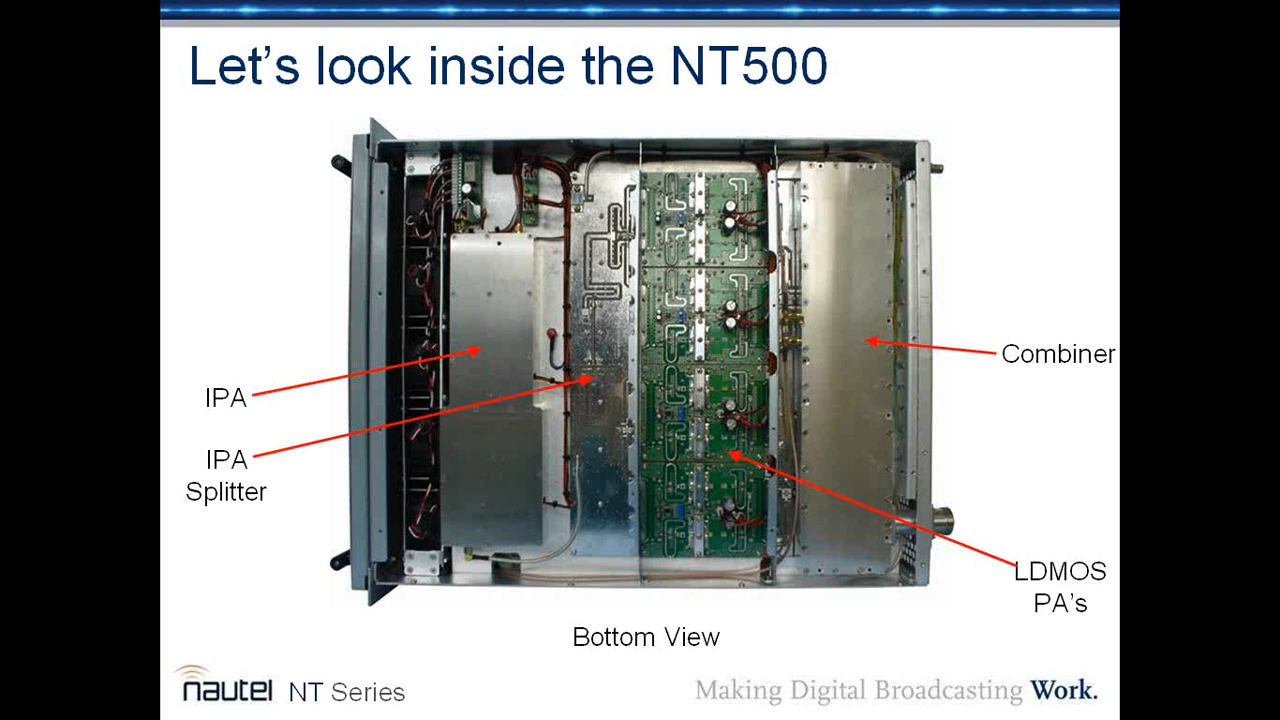 Let's look inside the NT500
IPA
IPA
Splitter
Combiner
LDMOS
PA's
Bottom View
nautel NT Series
Making Digital Broadcasting Work.